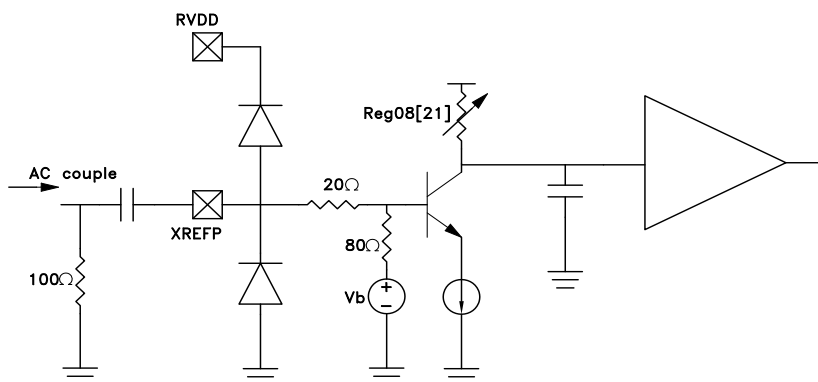 RVDD
Reg08[21]
AC couple
20Ω
XREFP
80Ω
100Ω
Vb
+
−